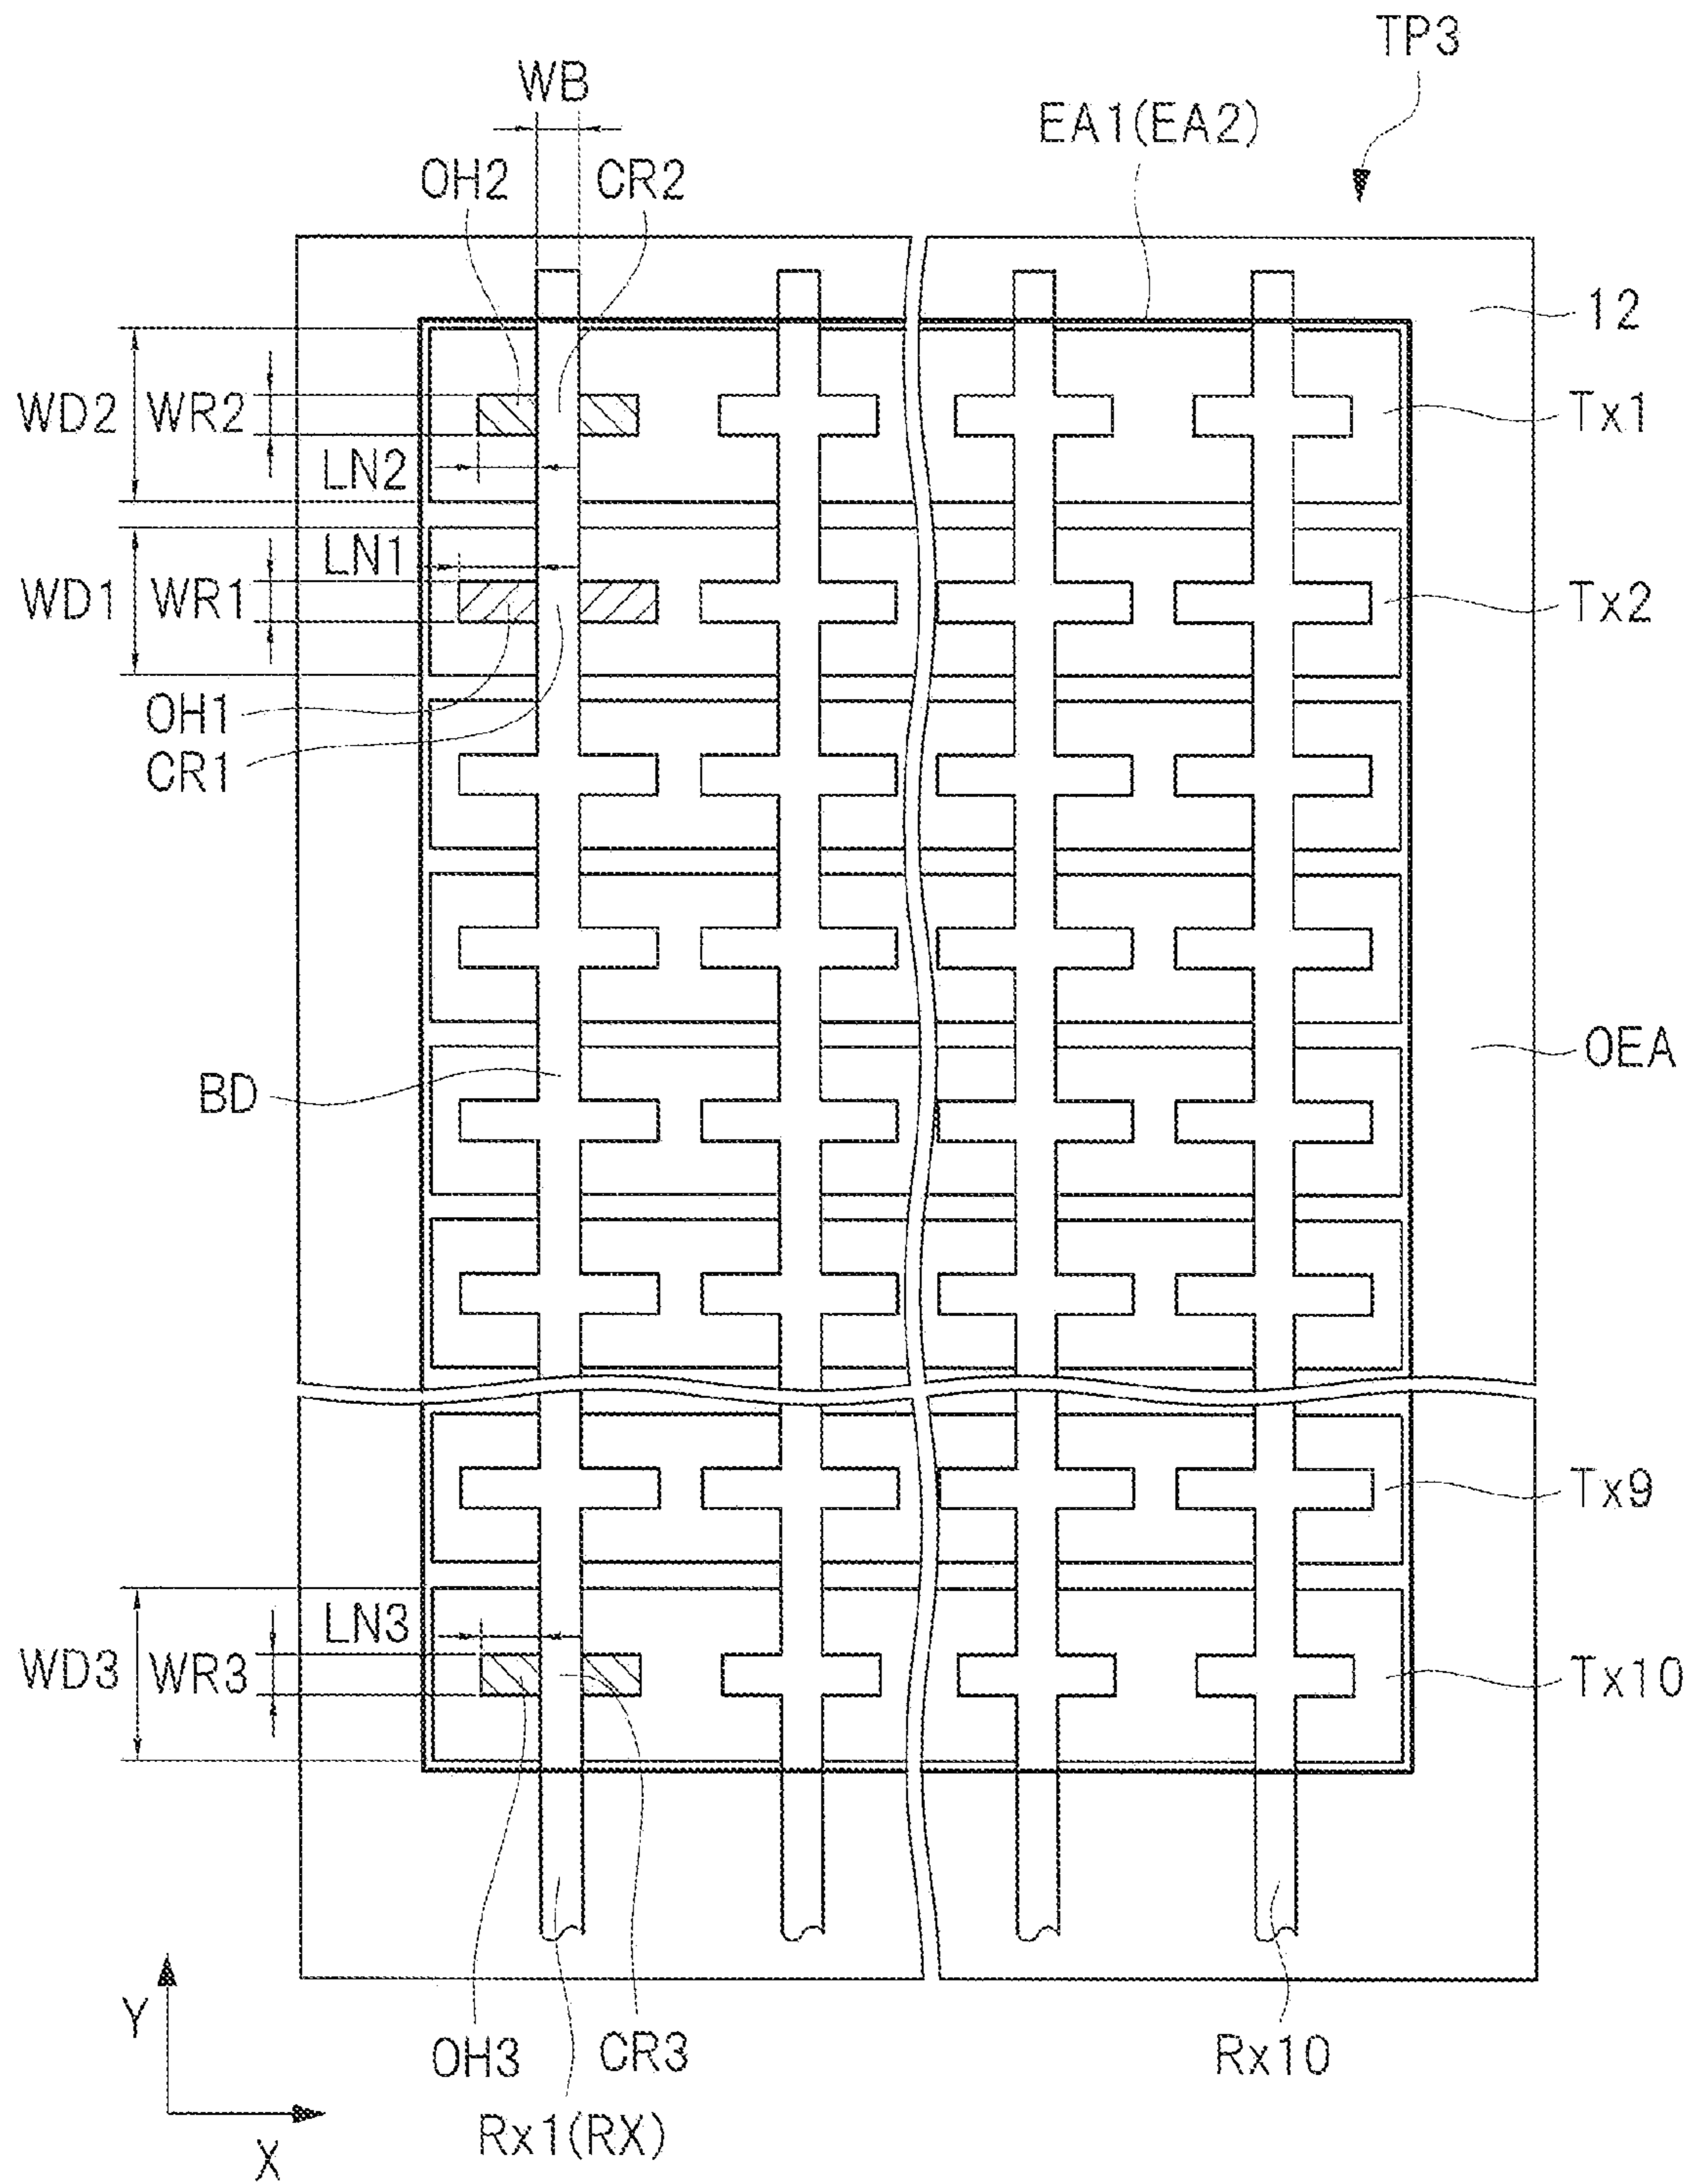 TP3
WB
EA1(EA2)
OH2 CR2
12
WD2 WR2
Tx1
LN2
LN1
WD1 WR1
Tx2
OH1
CR1
OEA
BD
Tx9
LN3
WD3 WR3
Tx10
Y
OH3 CR3
Rx10
Rx1(RX)
X